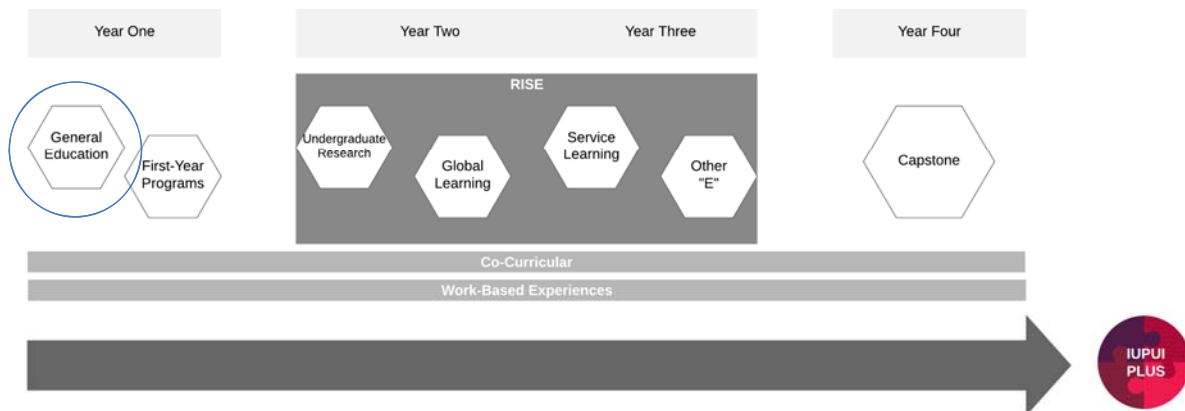 Year One
Year Two
Year Three
Year Four
RISE
General
Education
First-Year
Programs
Undergraduate
Research
Global
Learning
Service
Learning
Other
"E"
Capstone
Co-Curricular
Work-Based Experiences
IUPUI
PLUS